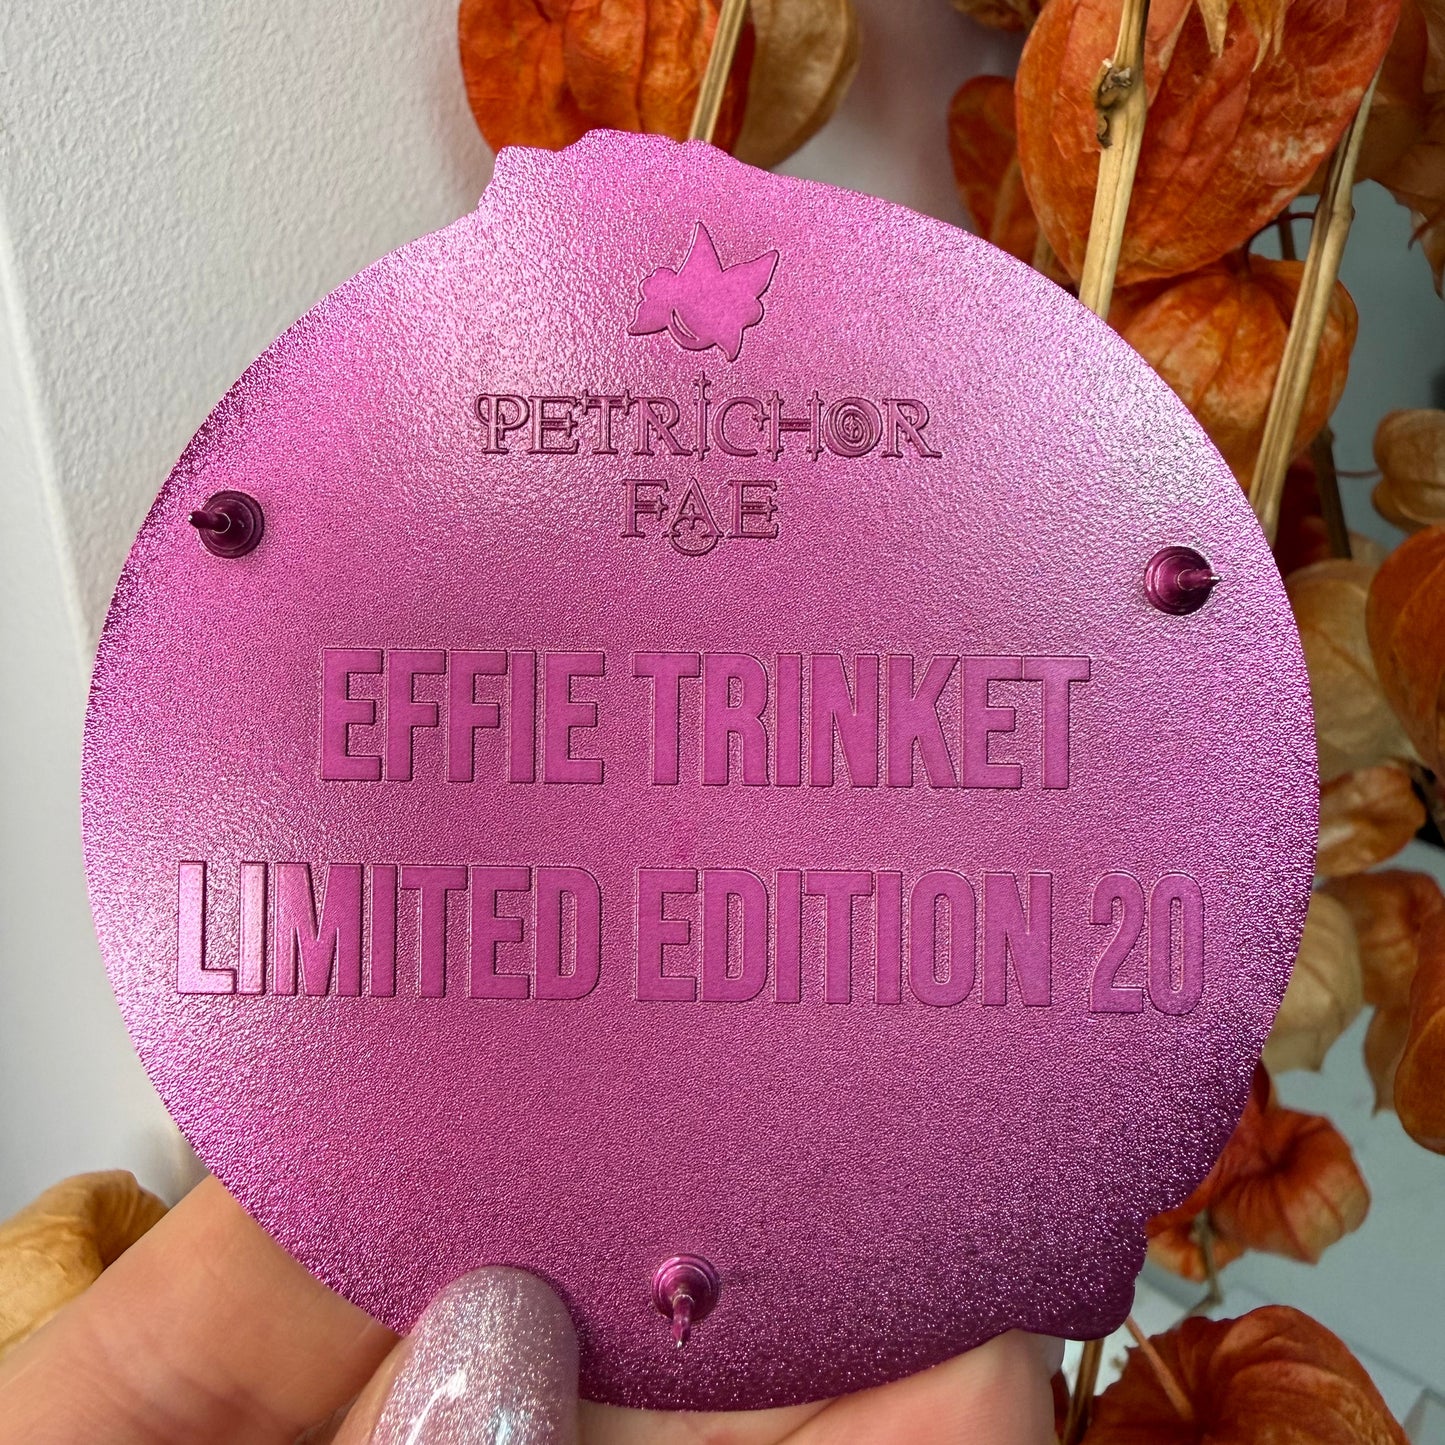 PETRICHOR
FAE
EFFIE TRINKET
LIMITED EDITION 20